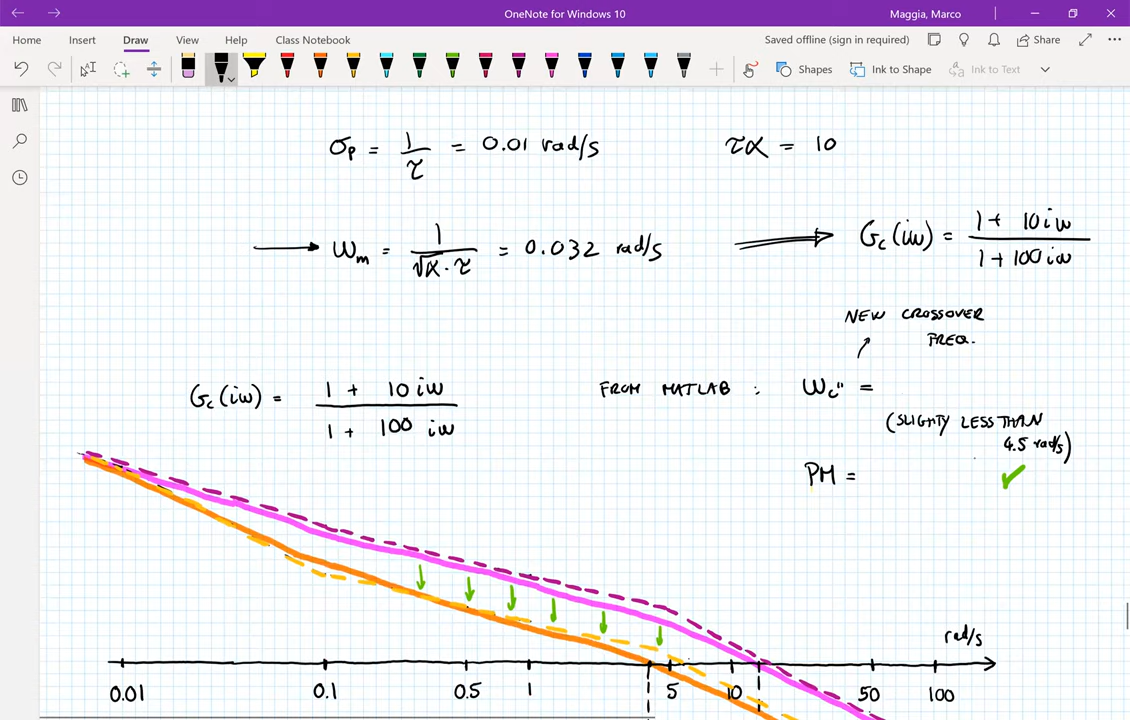 OneNote for Windows 10
Maggia, Marco
Home Insert Draw View Help Class Notebook
Saved offline (sign in required)
Share
Shapes
Ink to Shape
Ink to Text
σp = 1/τ = 0.01 rad/s
τα = 10
ωm = 1/(√α · τ) = 0.032 rad/s
Gc(iω) = (1 + 10iω)/(1 + 100iω)
NEW CROSSOVER
FREQ.
Gc(iω) = (1 + 10iω)/(1 + 100 iω)
FROM MATLAB : ωc'' =
(SLIGHTY LESS THAN
4.5 rad/s)
PM = ✓
rad/s
0.01 0.1 0.5 1 5 10 50 100